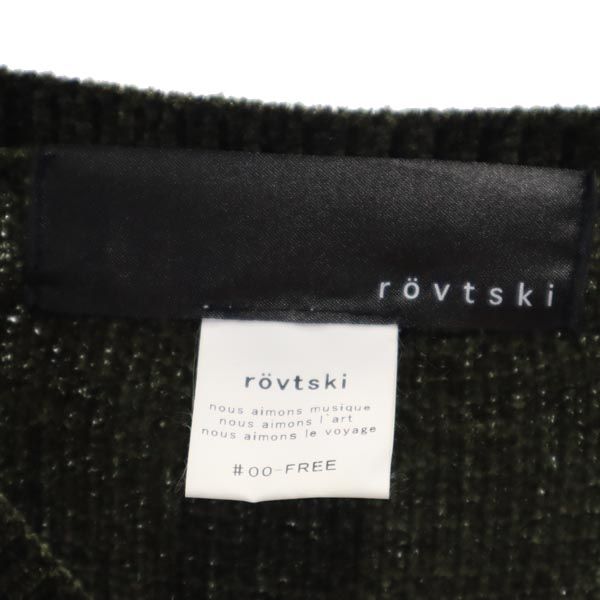 rövtski
rövtski
nous aimons musique
nous aimons l'art
nous aimons le voyage
#00-FREE